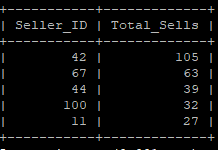 +-----------+-------------+
| Seller_ID | Total_Sells |
+-----------+-------------+
|        42 |         105 |
|        67 |          63 |
|        44 |          39 |
|       100 |          32 |
|        11 |          27 |
+-----------+-------------+